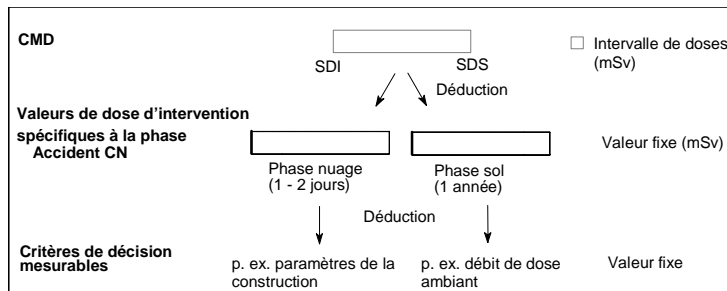 CMD
Intervalle de doses
(mSv)
SDI
SDS
Déduction
Valeurs de dose d'intervention
spécifiques à la phase
Accident CN
Valeur fixe (mSv)
Phase nuage
(1 - 2 jours)
Phase sol
(1 année)
Déduction
Critères de décision
mesurables
p. ex. paramètres de la
construction
p. ex. débit de dose
ambiant
Valeur fixe